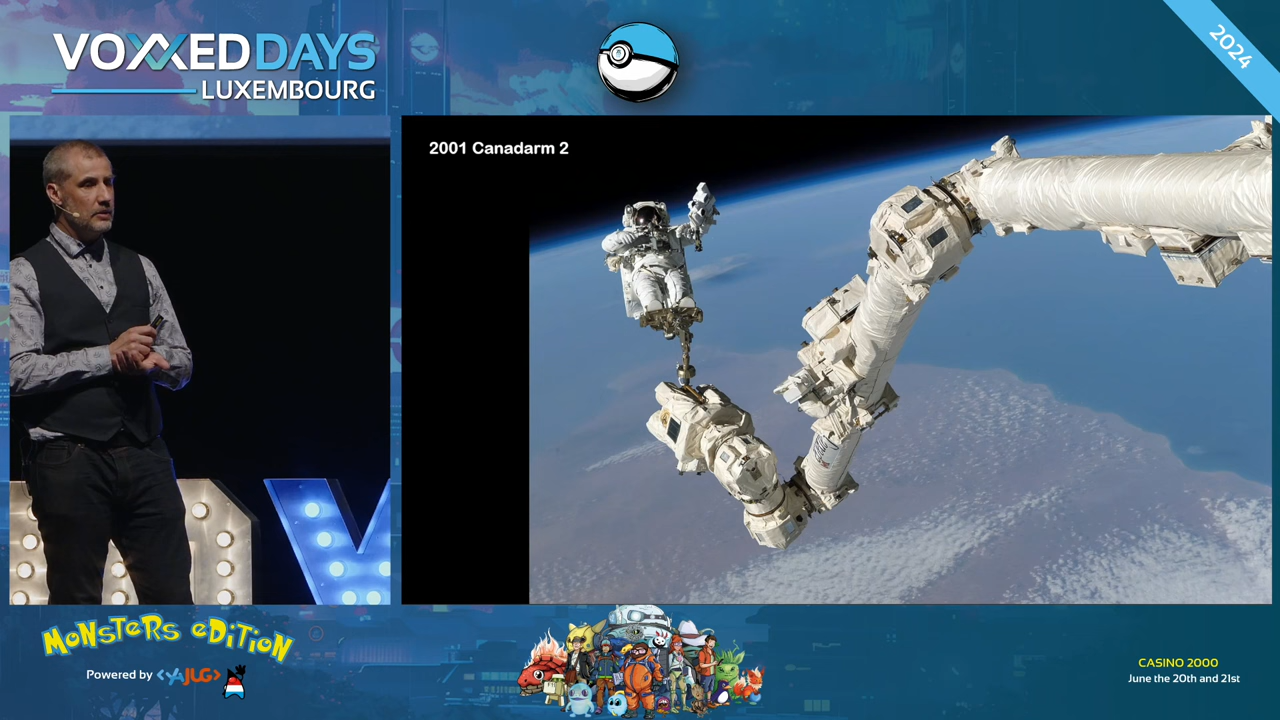 VOXXED DAYS
LUXEMBOURG
2024
2001 Canadarm 2
MONSTERS EDITION
Powered by <YAJUG>
CASINO 2000
June the 20th and 21st